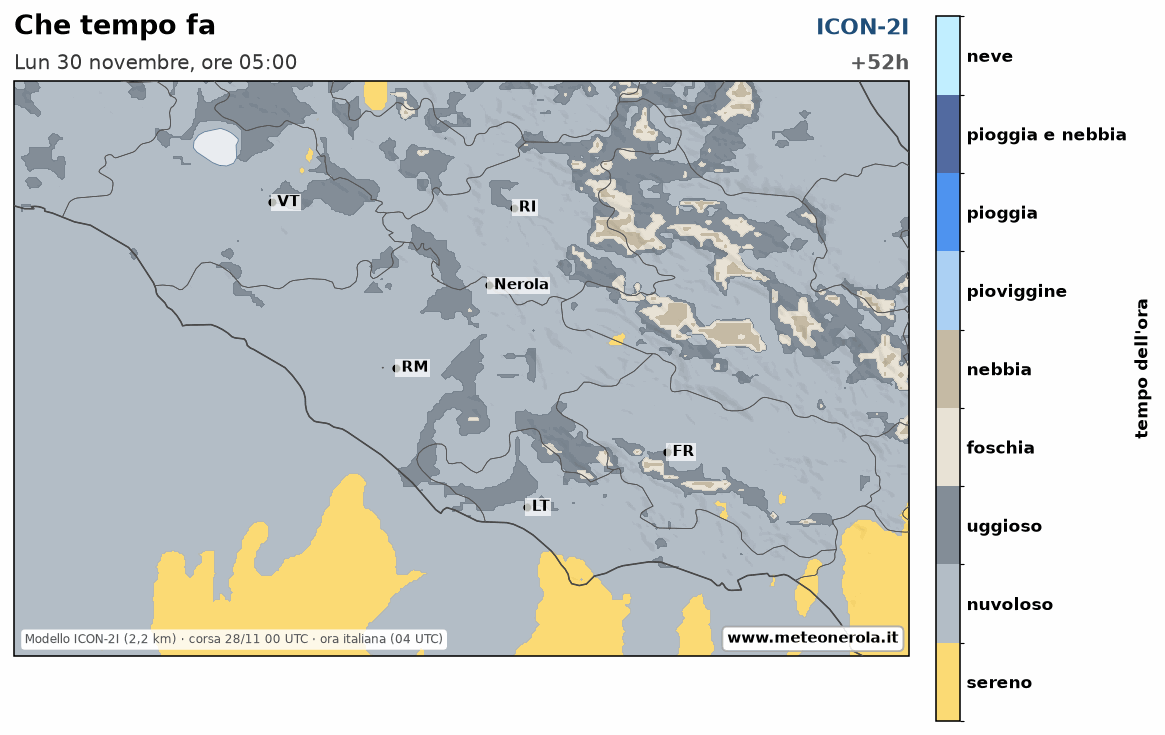 Che tempo fa
ICON-2I
Lun 30 novembre, ore 05:00
+52h
neve
pioggia e nebbia
pioggia
pioviggine
nebbia
foschia
uggioso
nuvoloso
sereno
tempo dell'ora
VT
RI
Nerola
RM
FR
LT
Modello ICON-2I (2,2 km) · corsa 28/11 00 UTC · ora italiana (04 UTC)
www.meteonerola.it